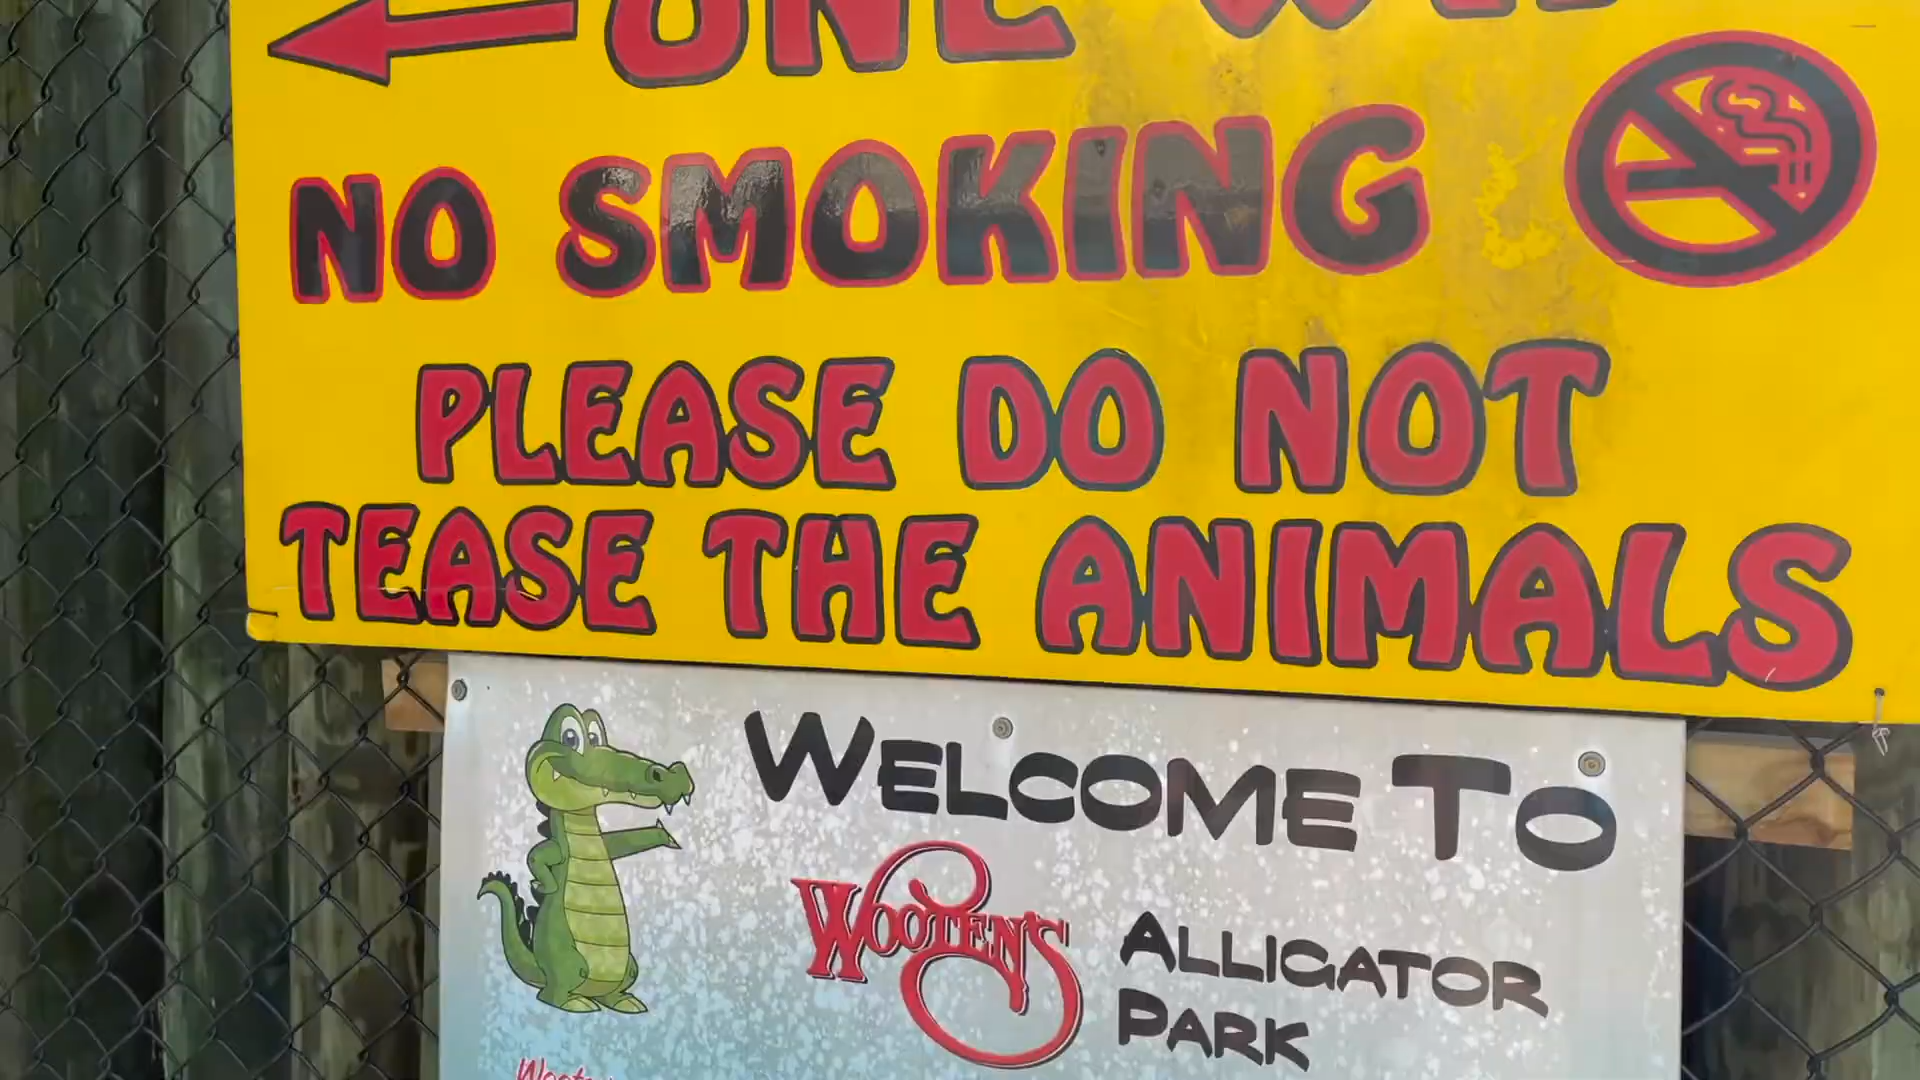 ONE WAY
NO SMOKING
PLEASE DO NOT
TEASE THE ANIMALS
WELCOME TO
WOOTEN'S
ALLIGATOR
PARK